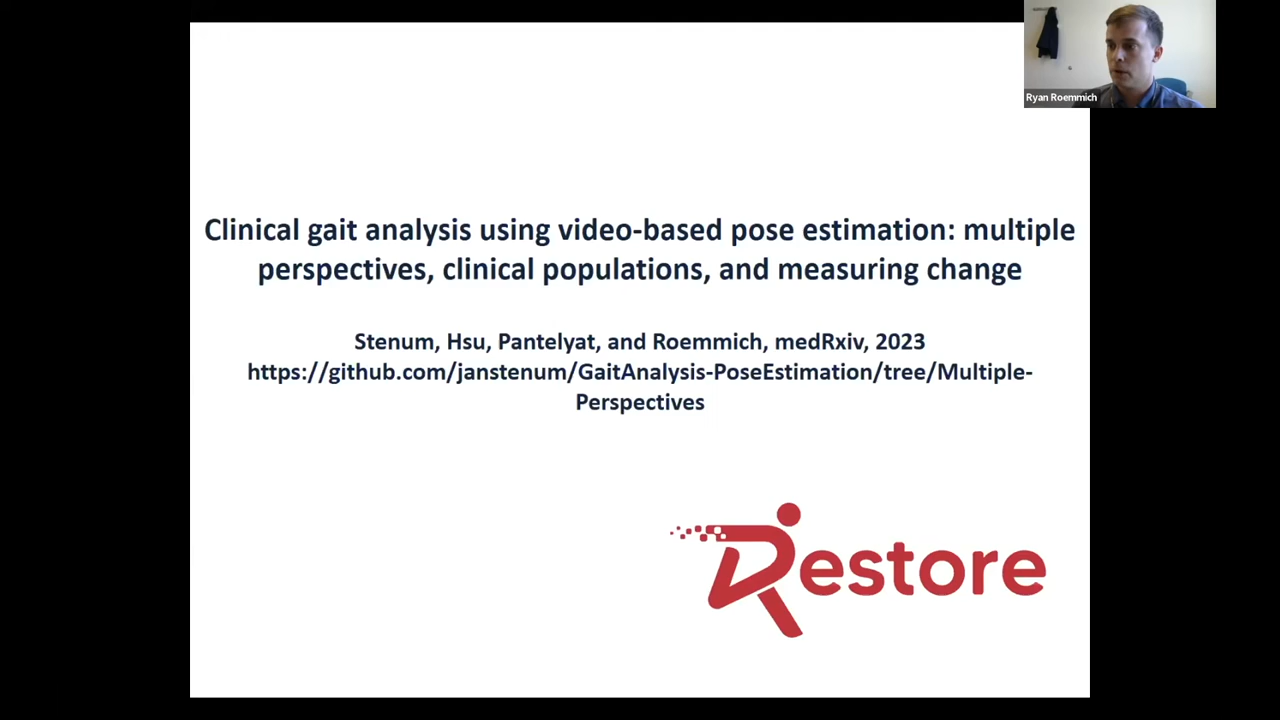 Ryan Roemmich
Clinical gait analysis using video-based pose estimation: multiple
perspectives, clinical populations, and measuring change
Stenum, Hsu, Pantelyat, and Roemmich, medRxiv, 2023
https://github.com/janstenum/GaitAnalysis-PoseEstimation/tree/Multiple-
Perspectives
Restore